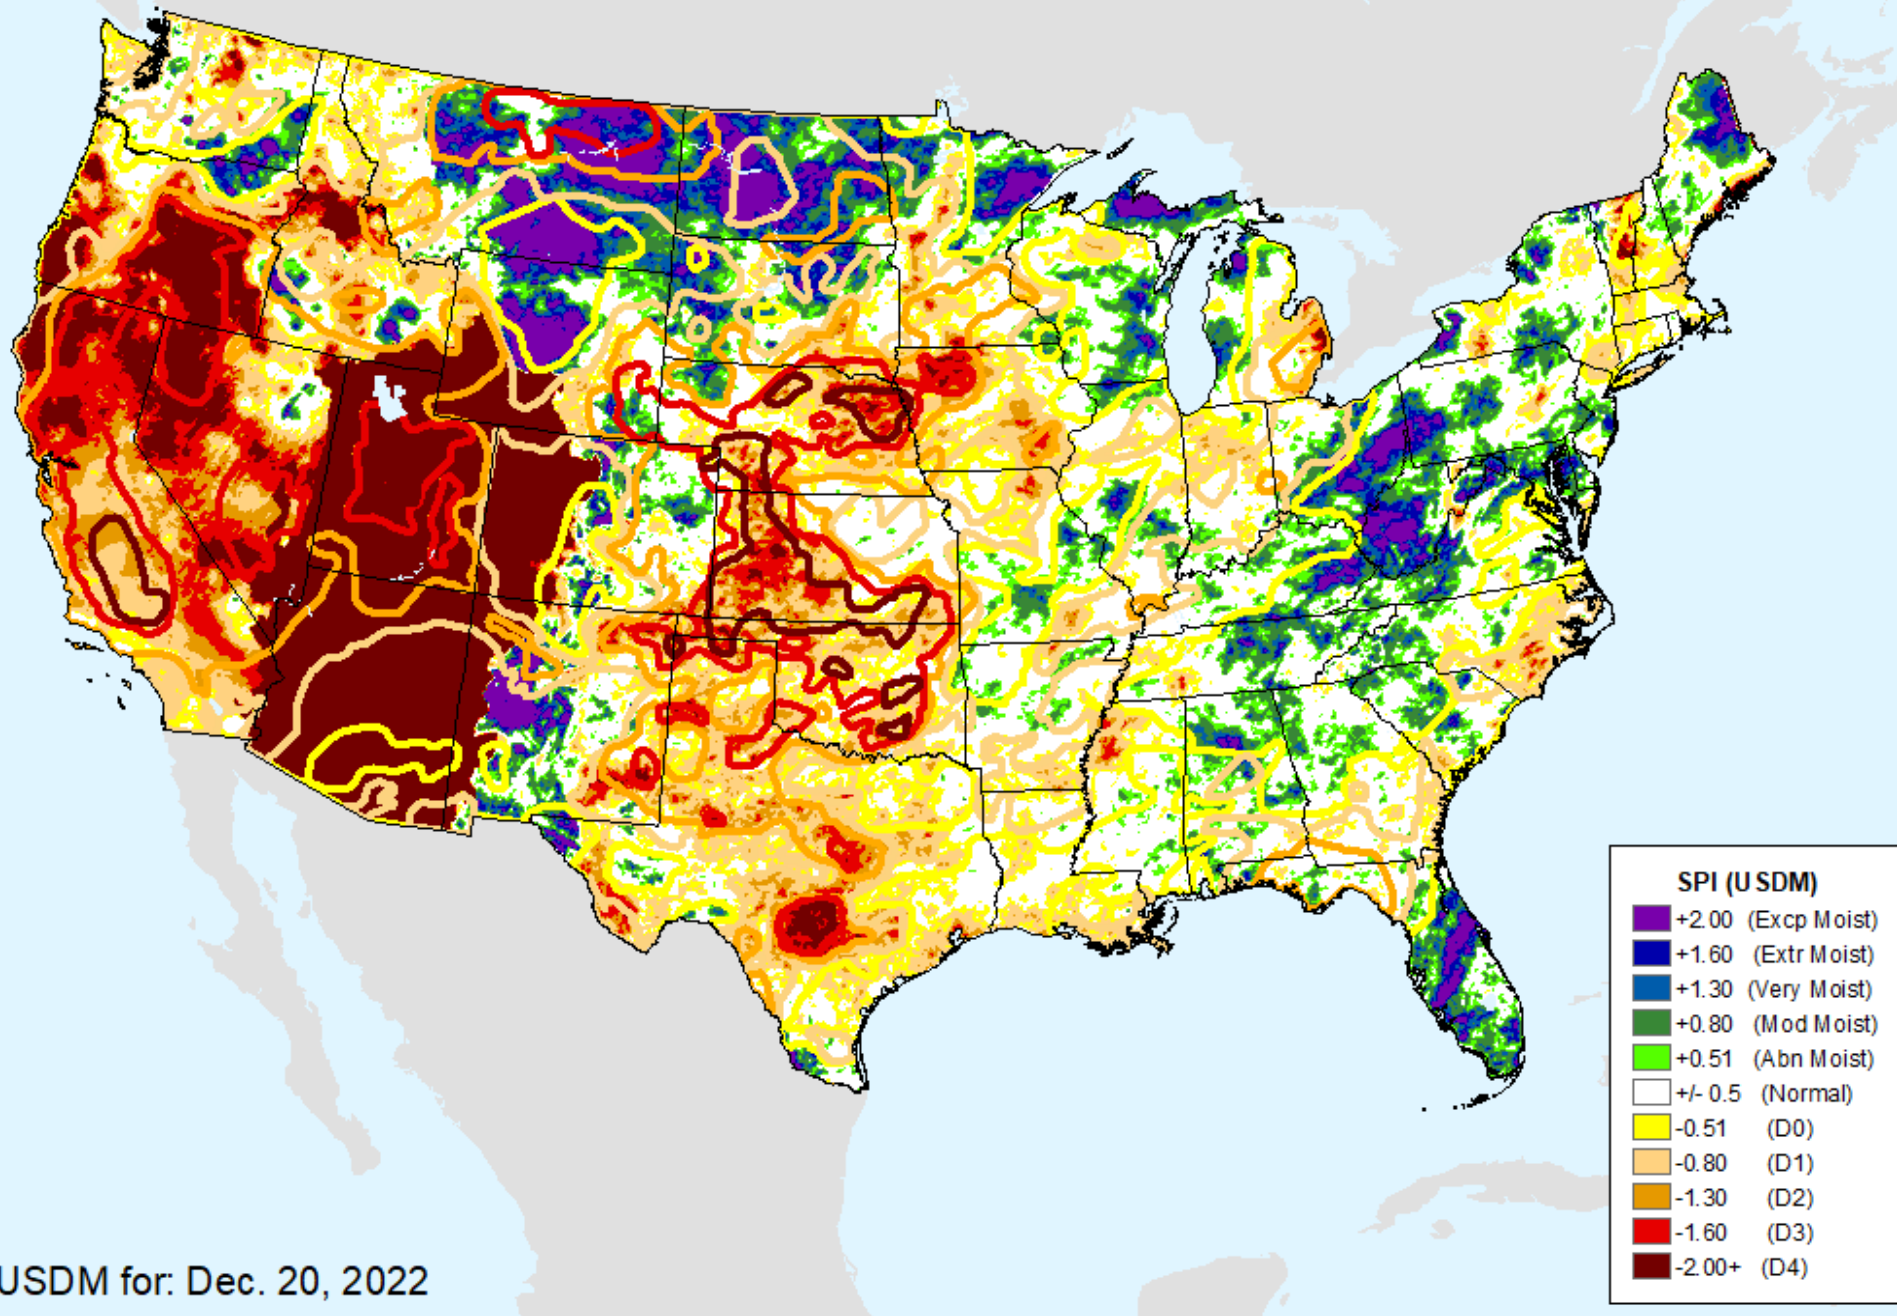 SPI (USDM)
+2.00 (Excp Moist)
+1.60 (Extr Moist)
+1.30 (Very Moist)
+0.80 (Mod Moist)
+0.51 (Abn Moist)
+/- 0.5 (Normal)
-0.51 (D0)
-0.80 (D1)
-1.30 (D2)
-1.60 (D3)
-2.00+ (D4)
USDM for: Dec. 20, 2022